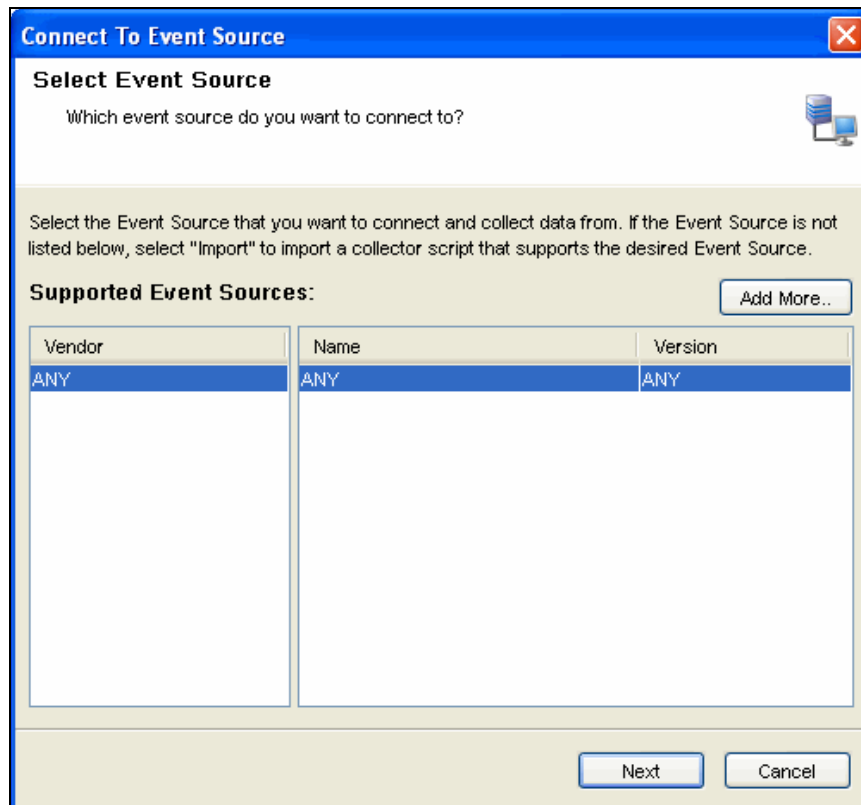 Connect To Event Source
Select Event Source
Which event source do you want to connect to?
Select the Event Source that you want to connect and collect data from. If the Event Source is not
listed below, select "Import" to import a collector script that supports the desired Event Source.
Supported Event Sources:
Add More..
Vendor Name Version
ANY ANY ANY
Next Cancel